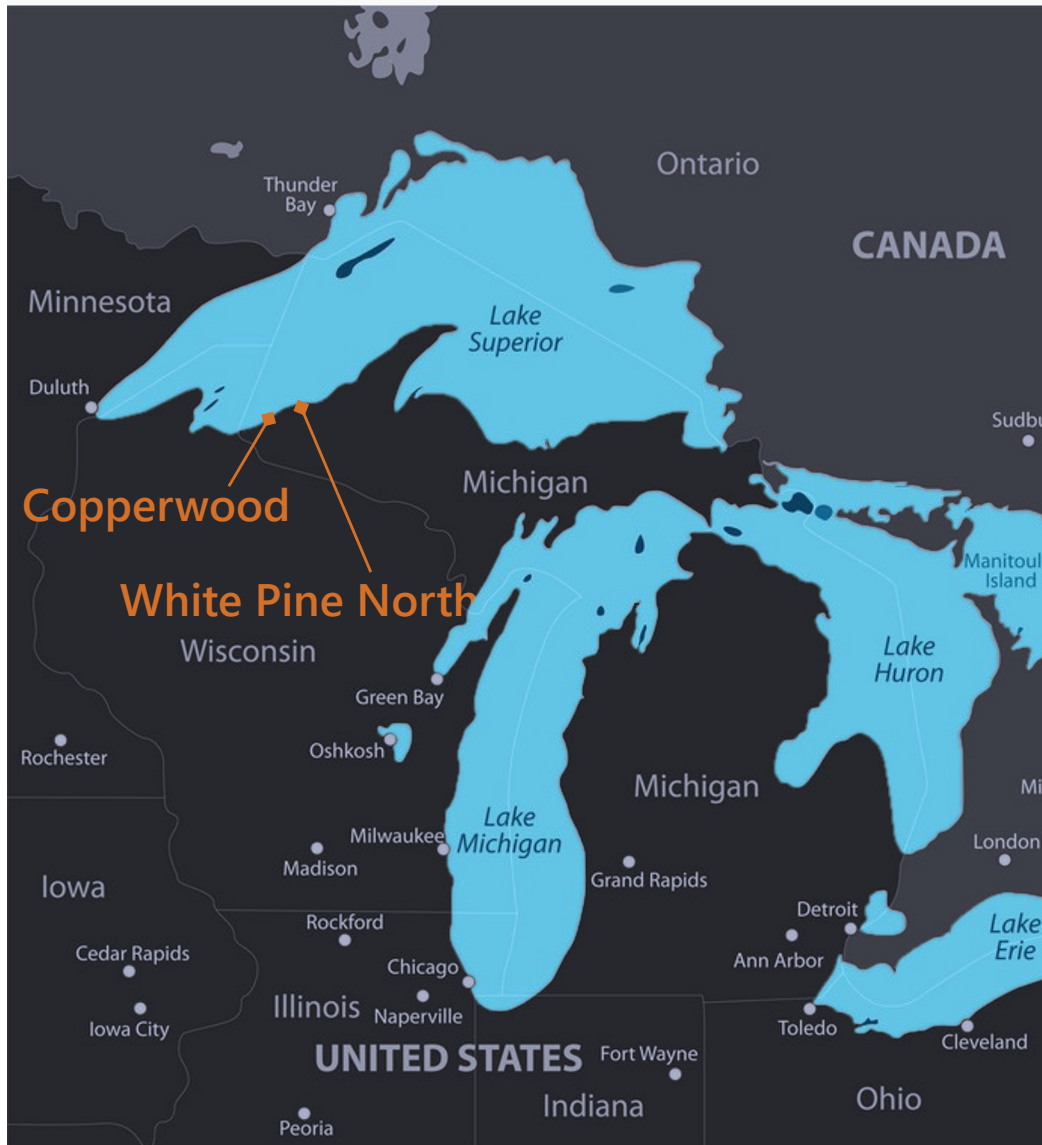 Ontario
Thunder
Bay
CANADA
Minnesota
Lake
Superior
Duluth
Sudbu
Michigan
Copperwood
Manitoul
Island
White Pine North
Wisconsin
Lake
Huron
Green Bay
Oshkosh
Rochester
Michigan
Mi
Lake
Michigan
Milwaukee
Madison
London
Grand Rapids
Iowa
Detroit
Rockford
Lake
Erie
Cedar Rapids
Ann Arbor
Chicago
Illinois
Naperville
Iowa City
Toledo
Cleveland
UNITED STATES
Fort Wayne
Indiana
Ohio
Peoria